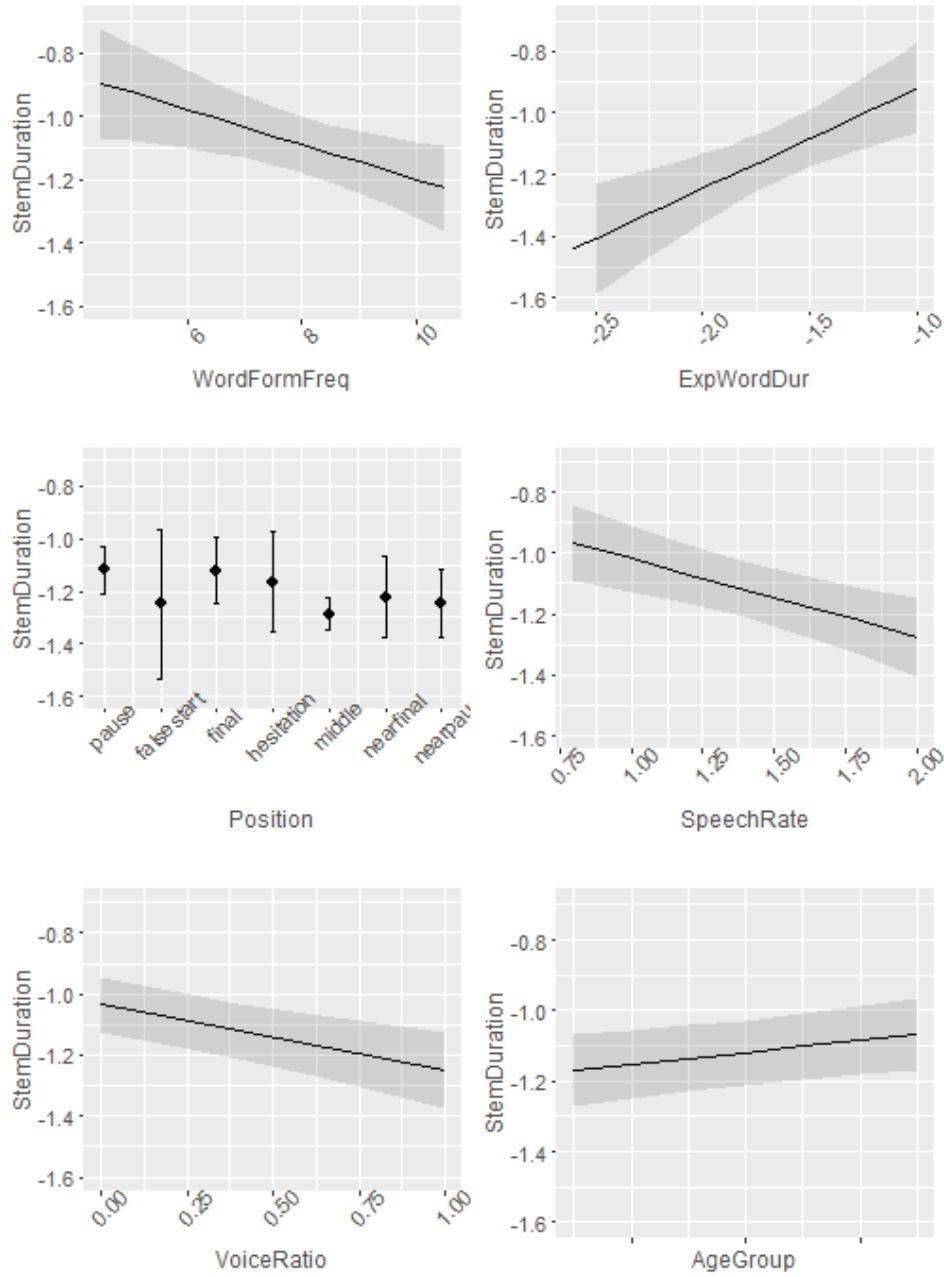 StemDuration
-0.8
-1.0
-1.2
-1.4
-1.6
6
8
10
WordFormFreq
StemDuration
-0.8
-1.0
-1.2
-1.4
-1.6
-2.5
-2.0
-1.5
-1.0
ExpWordDur
StemDuration
-0.8
-1.0
-1.2
-1.4
-1.6
pause
false start
final
hesitation
middle
nearfinal
nearpau
Position
StemDuration
-0.8
-1.0
-1.2
-1.4
-1.6
0.75
1.00
1.25
1.50
1.75
2.00
SpeechRate
StemDuration
-0.8
-1.0
-1.2
-1.4
-1.6
0.00
0.25
0.50
0.75
1.00
VoiceRatio
StemDuration
-0.8
-1.0
-1.2
-1.4
-1.6
AgeGroup